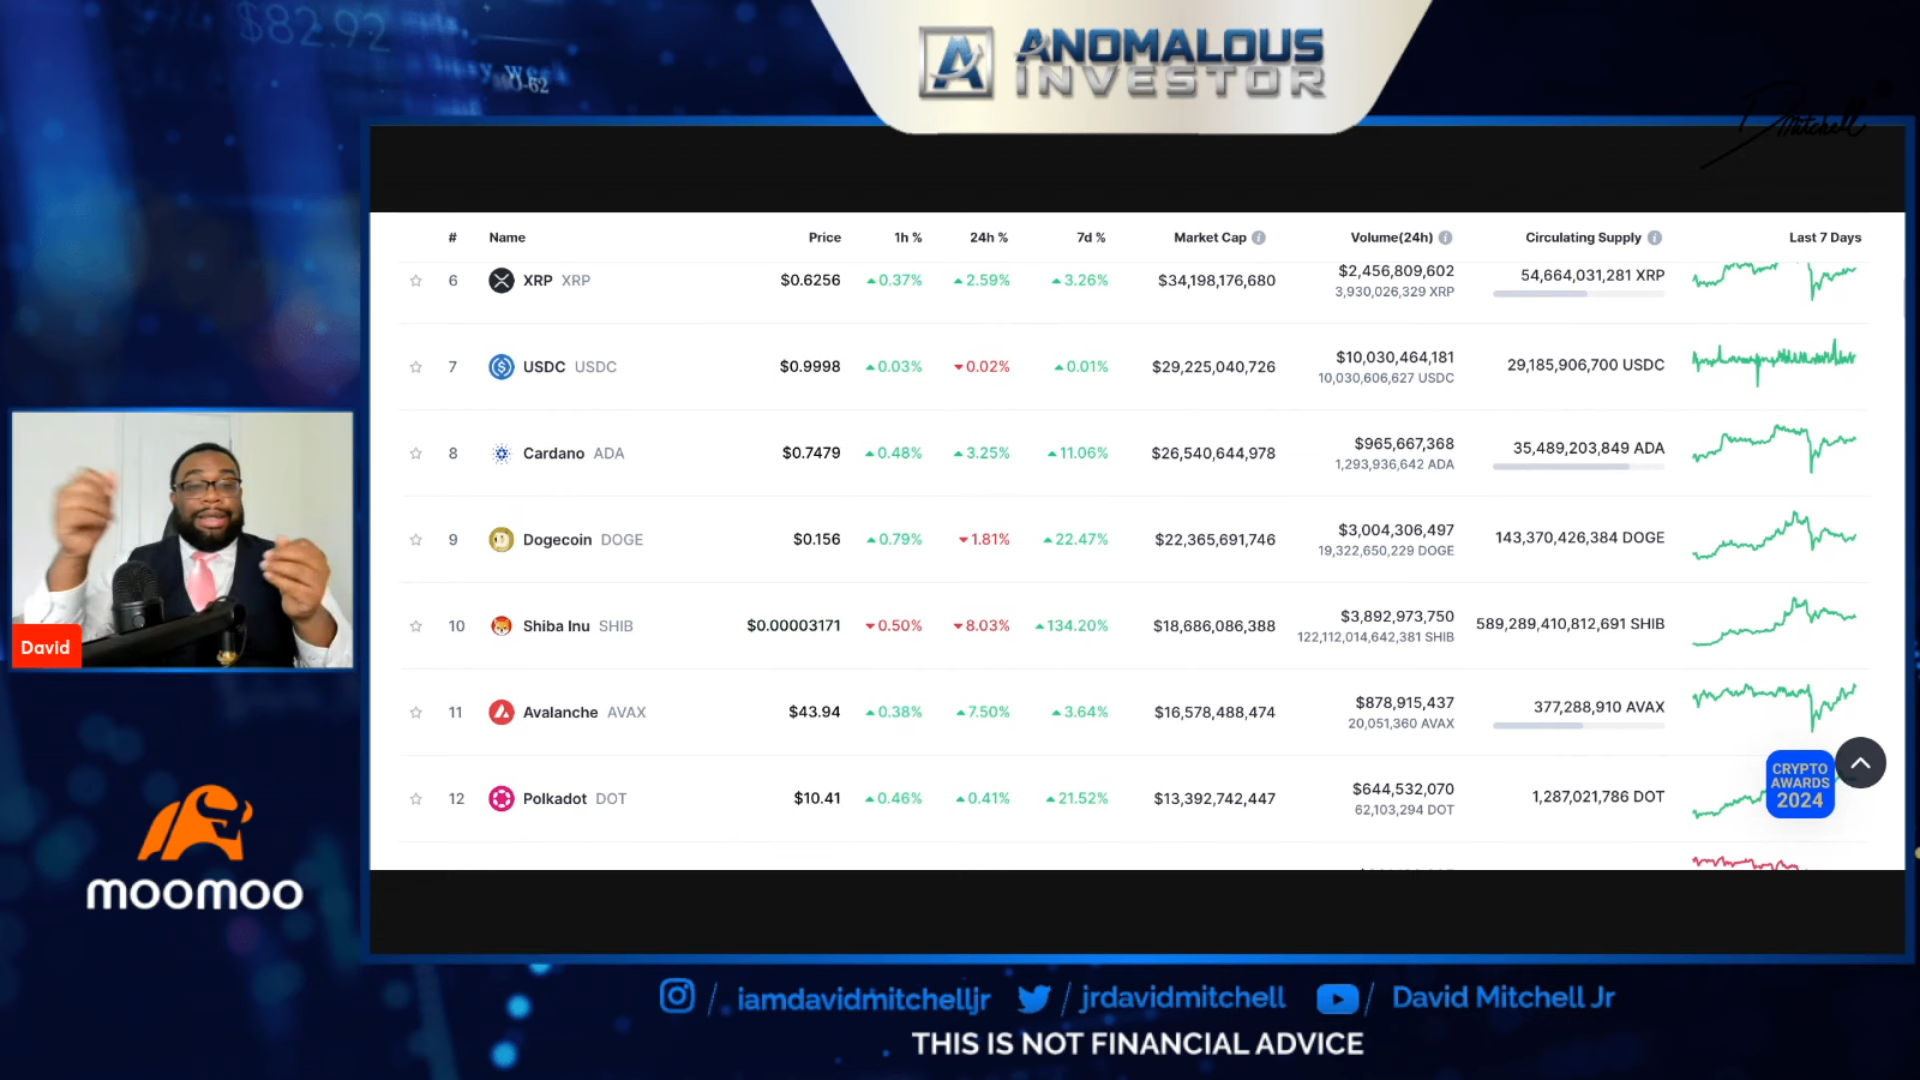 $82.92
ANOMALOUS
INVESTOR
D Mitchell
# Name Price 1h % 24h % 7d % Market Cap Volume(24h) Circulating Supply Last 7 Days
6 XRP XRP $0.6256 0.37% 2.59% 3.26% $34,198,176,680 $2,456,809,602 54,664,031,281 XRP
3,930,026,329 XRP
7 USDC USDC $0.9998 0.03% 0.02% 0.01% $29,225,040,726 $10,030,464,181 29,185,906,700 USDC
10,030,606,627 USDC
8 Cardano ADA $0.7479 0.48% 3.25% 11.06% $26,540,644,978 $965,667,368 35,489,203,849 ADA
1,293,936,642 ADA
9 Dogecoin DOGE $0.156 0.79% 1.81% 22.47% $22,365,691,746 $3,004,306,497 143,370,426,384 DOGE
19,322,650,229 DOGE
10 Shiba Inu SHIB $0.00003171 0.50% 8.03% 134.20% $18,686,086,388 $3,892,973,750 589,289,410,812,691 SHIB
122,112,014,642,381 SHIB
11 Avalanche AVAX $43.94 0.38% 7.50% 3.64% $16,578,488,474 $878,915,437 377,288,910 AVAX
20,051,360 AVAX
12 Polkadot DOT $10.41 0.46% 0.41% 21.52% $13,392,742,447 $644,532,070 1,287,021,786 DOT
62,103,294 DOT
CRYPTO
AWARDS
2024
David
moomoo
/ iamdavidmitchelljr / jrdavidmitchell / David Mitchell Jr
THIS IS NOT FINANCIAL ADVICE